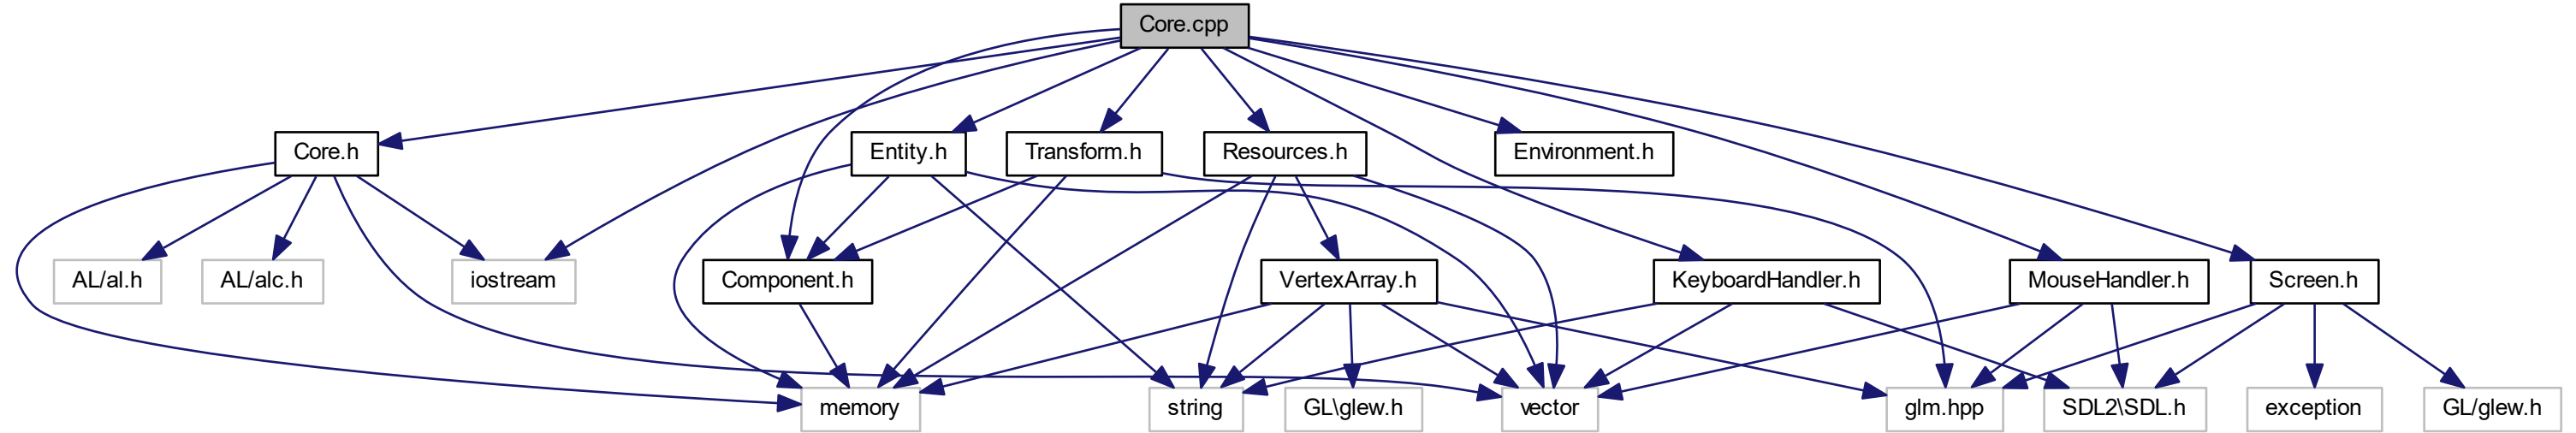 Core.cpp
Core.h
Entity.h
Transform.h
Resources.h
Environment.h
AL/al.h
AL/alc.h
iostream
Component.h
VertexArray.h
KeyboardHandler.h
MouseHandler.h
Screen.h
memory
string
GL\glew.h
vector
glm.hpp
SDL2\SDL.h
exception
GL/glew.h